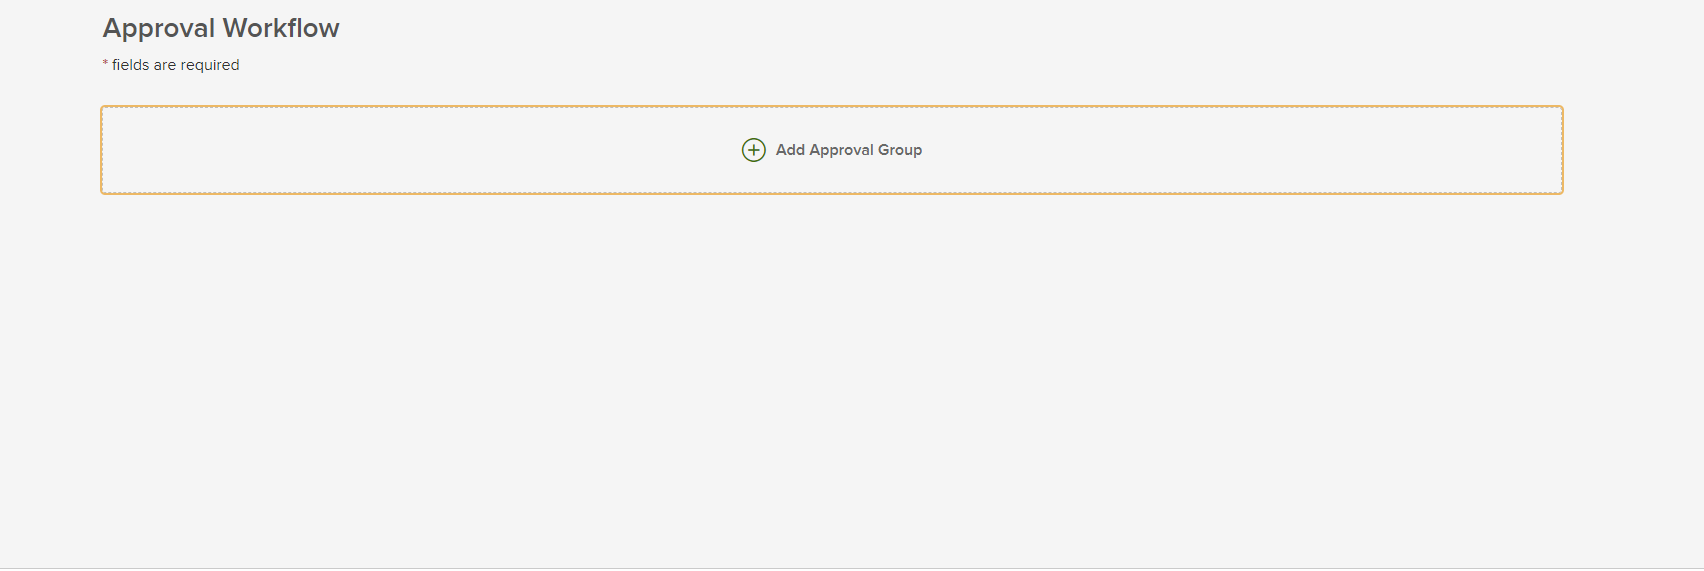 Approval Workflow
* fields are required
Add Approval Group